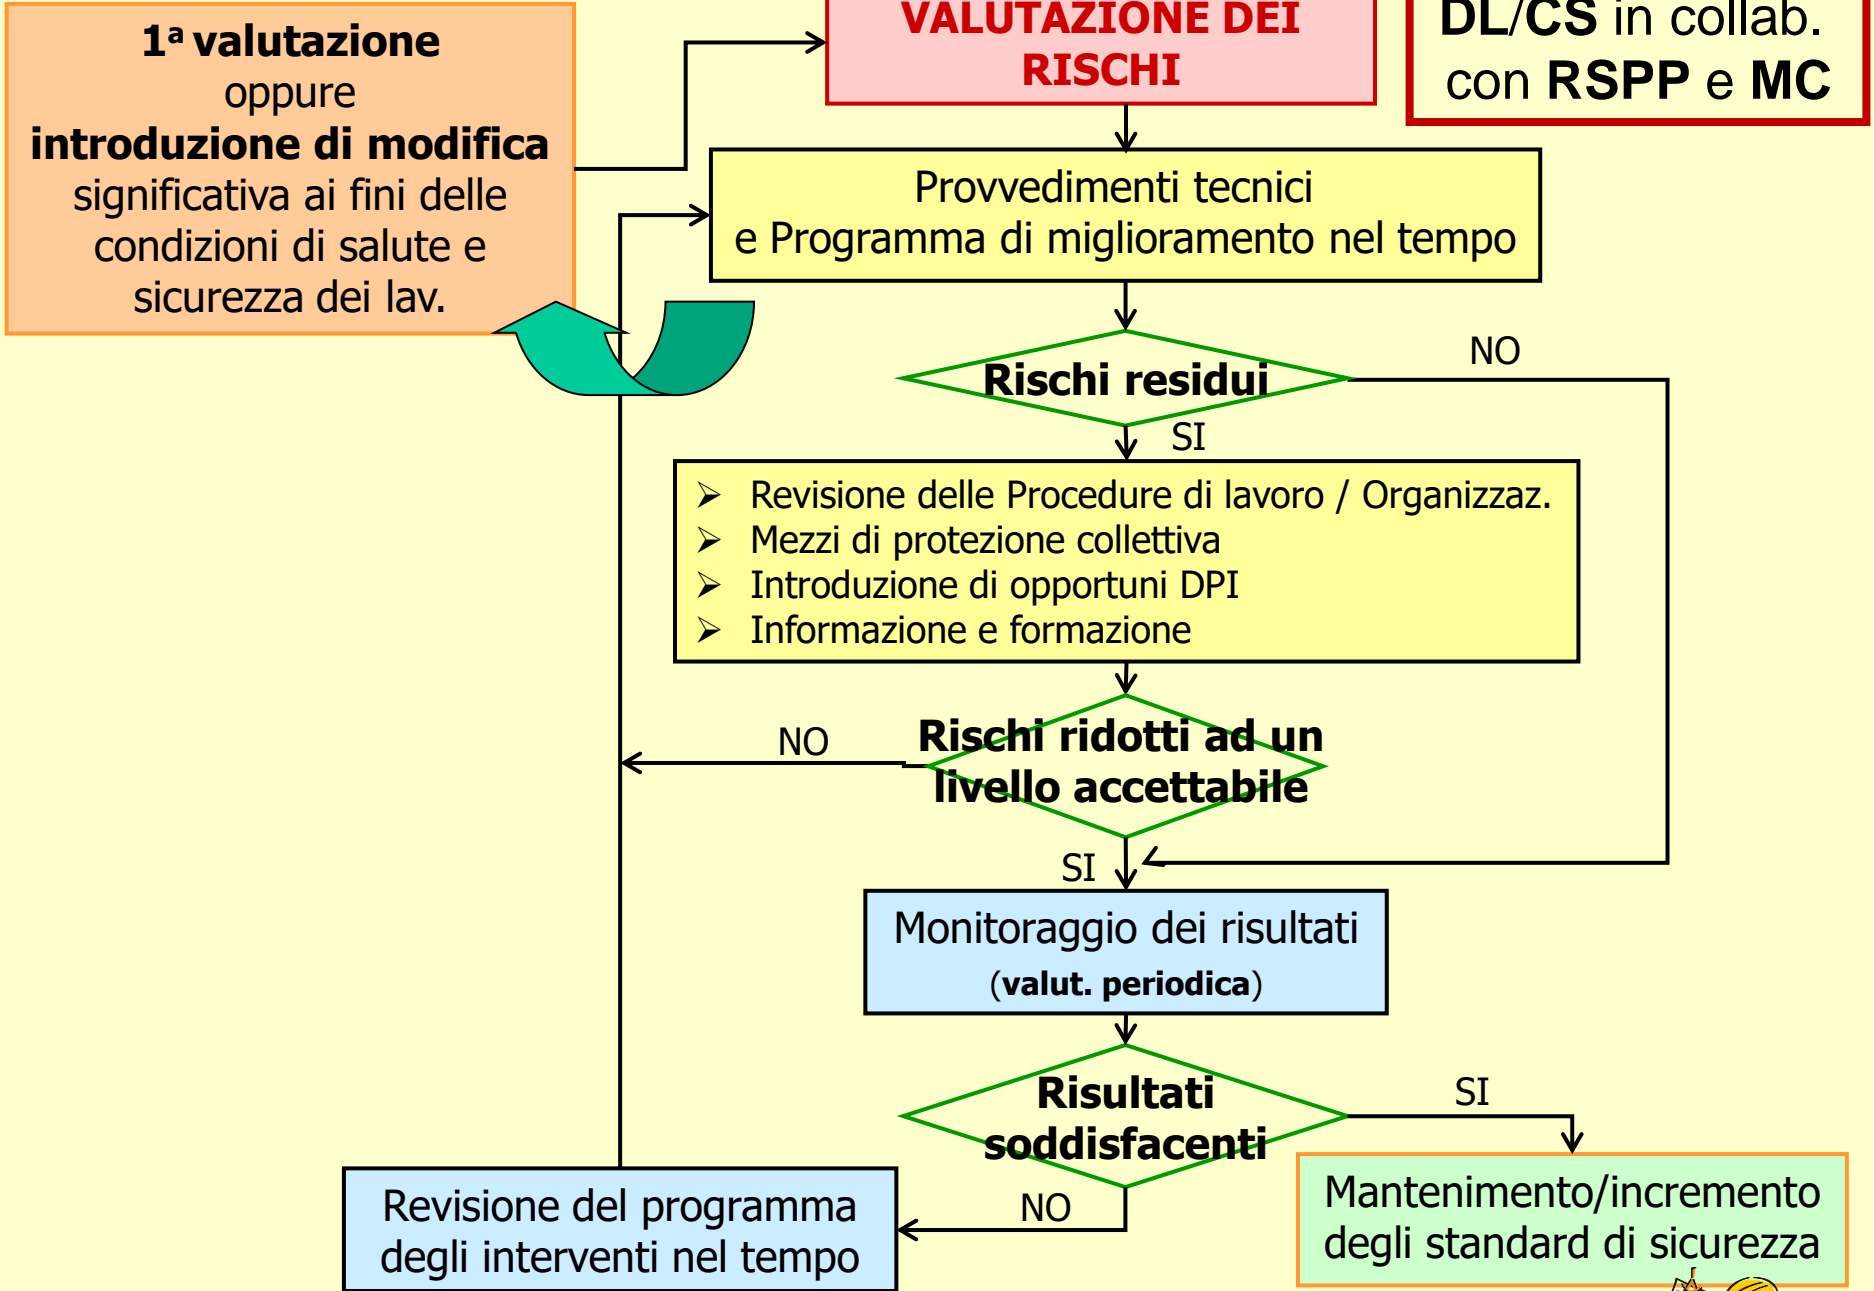 1ª valutazione
oppure
introduzione di modifica
significativa ai fini delle
condizioni di salute e
sicurezza dei lav.
VALUTAZIONE DEI
RISCHI
DL/CS in collab.
con RSPP e MC
Provvedimenti tecnici
e Programma di miglioramento nel tempo
Rischi residui
NO
SI
➢ Revisione delle Procedure di lavoro / Organizzaz.
➢ Mezzi di protezione collettiva
➢ Introduzione di opportuni DPI
➢ Informazione e formazione
Rischi ridotti ad un
livello accettabile
NO
SI
Monitoraggio dei risultati
(valut. periodica)
Risultati
soddisfacenti
SI
NO
Revisione del programma
degli interventi nel tempo
Mantenimento/incremento
degli standard di sicurezza